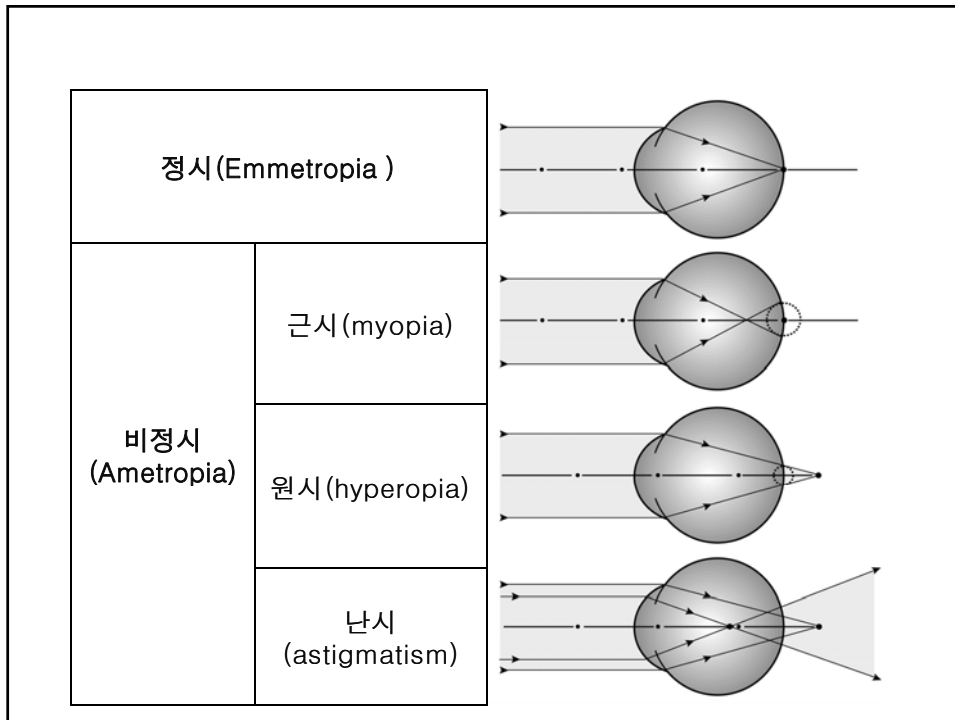 정시(Emmetropia )
근시(myopia)
비정시
(Ametropia)
원시(hyperopia)
난시
(astigmatism)